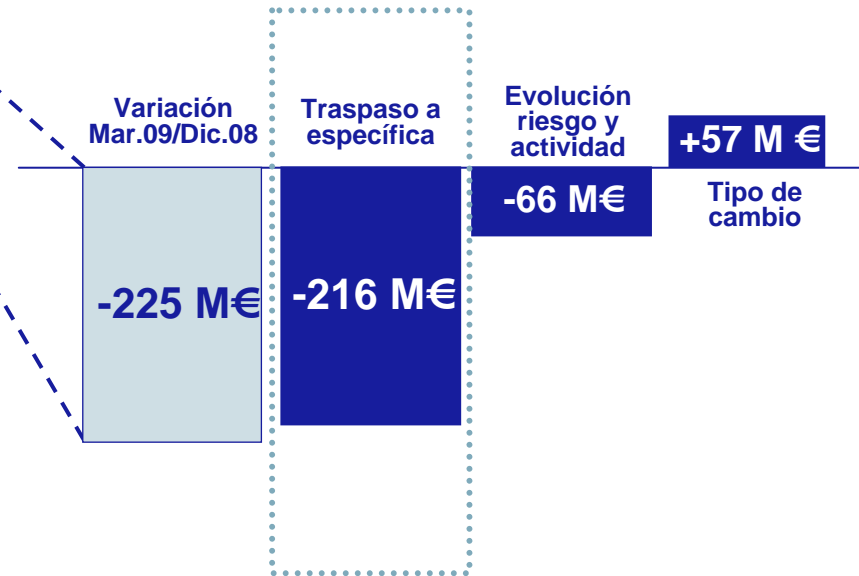 Variación
Mar.09/Dic.08
-225 M€
Traspaso a
específica
-216 M€
Evolución
riesgo y
actividad
-66 M€
+57 M €
Tipo de
cambio